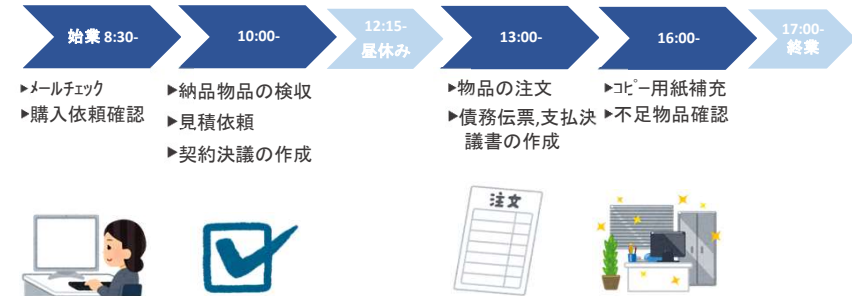 始業 8:30-
10:00-
12:15-
昼休み
13:00-
16:00-
17:00-
終業
▶ﾒｰﾙﾁｪｯｸ
▶購入依頼確認
▶納品物品の検収
▶見積依頼
▶契約決議の作成
▶物品の注文
▶債務伝票,支払決
議書の作成
▶ｺﾋﾟｰ用紙補充
▶不足物品確認
注文